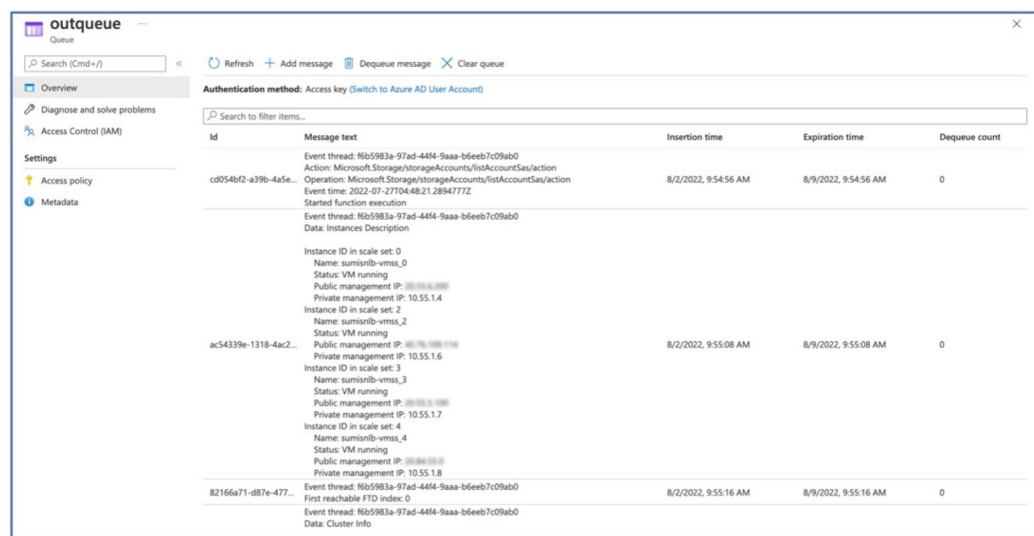 outqueue ...
Queue
Search (Cmd+/)
«
Refresh
Add message
Dequeue message
Clear queue
Overview
Diagnose and solve problems
Access Control (IAM)
Settings
Access policy
Metadata
Authentication method: Access key (Switch to Azure AD User Account)
Search to filter items...
Id Message text Insertion time Expiration time Dequeue count
Event thread: f6b5983a-97ad-44f4-9aaa-b6eeb7c09ab0
Action: Microsoft.Storage/storageAccounts/listAccountSas/action
cd054bf2-a39b-4a5e... Operation: Microsoft.Storage/storageAccounts/listAccountSas/action 8/2/2022, 9:54:56 AM 8/9/2022, 9:54:56 AM 0
Event time: 2022-07-27T04:48:21.2894777Z
Started function execution
Event thread: f6b5983a-97ad-44f4-9aaa-b6eeb7c09ab0
Data: Instances Description
Instance ID in scale set: 0
Name: sumisnlb-vmss_0
Status: VM running
Public management IP:
Private management IP: 10.55.1.4
Instance ID in scale set: 2
Name: sumisnlb-vmss_2
Status: VM running
ac54339e-1318-4ac2... Public management IP: 8/2/2022, 9:55:08 AM 8/9/2022, 9:55:08 AM 0
Private management IP: 10.55.1.6
Instance ID in scale set: 3
Name: sumisnlb-vmss_3
Status: VM running
Public management IP:
Private management IP: 10.55.1.7
Instance ID in scale set: 4
Name: sumisnlb-vmss_4
Status: VM running
Public management IP:
Private management IP: 10.55.1.8
Event thread: f6b5983a-97ad-44f4-9aaa-b6eeb7c09ab0
82166a71-d87e-477... First reachable FTD index: 0 8/2/2022, 9:55:16 AM 8/9/2022, 9:55:16 AM 0
Event thread: f6b5983a-97ad-44f4-9aaa-b6eeb7c09ab0
Data: Cluster Info